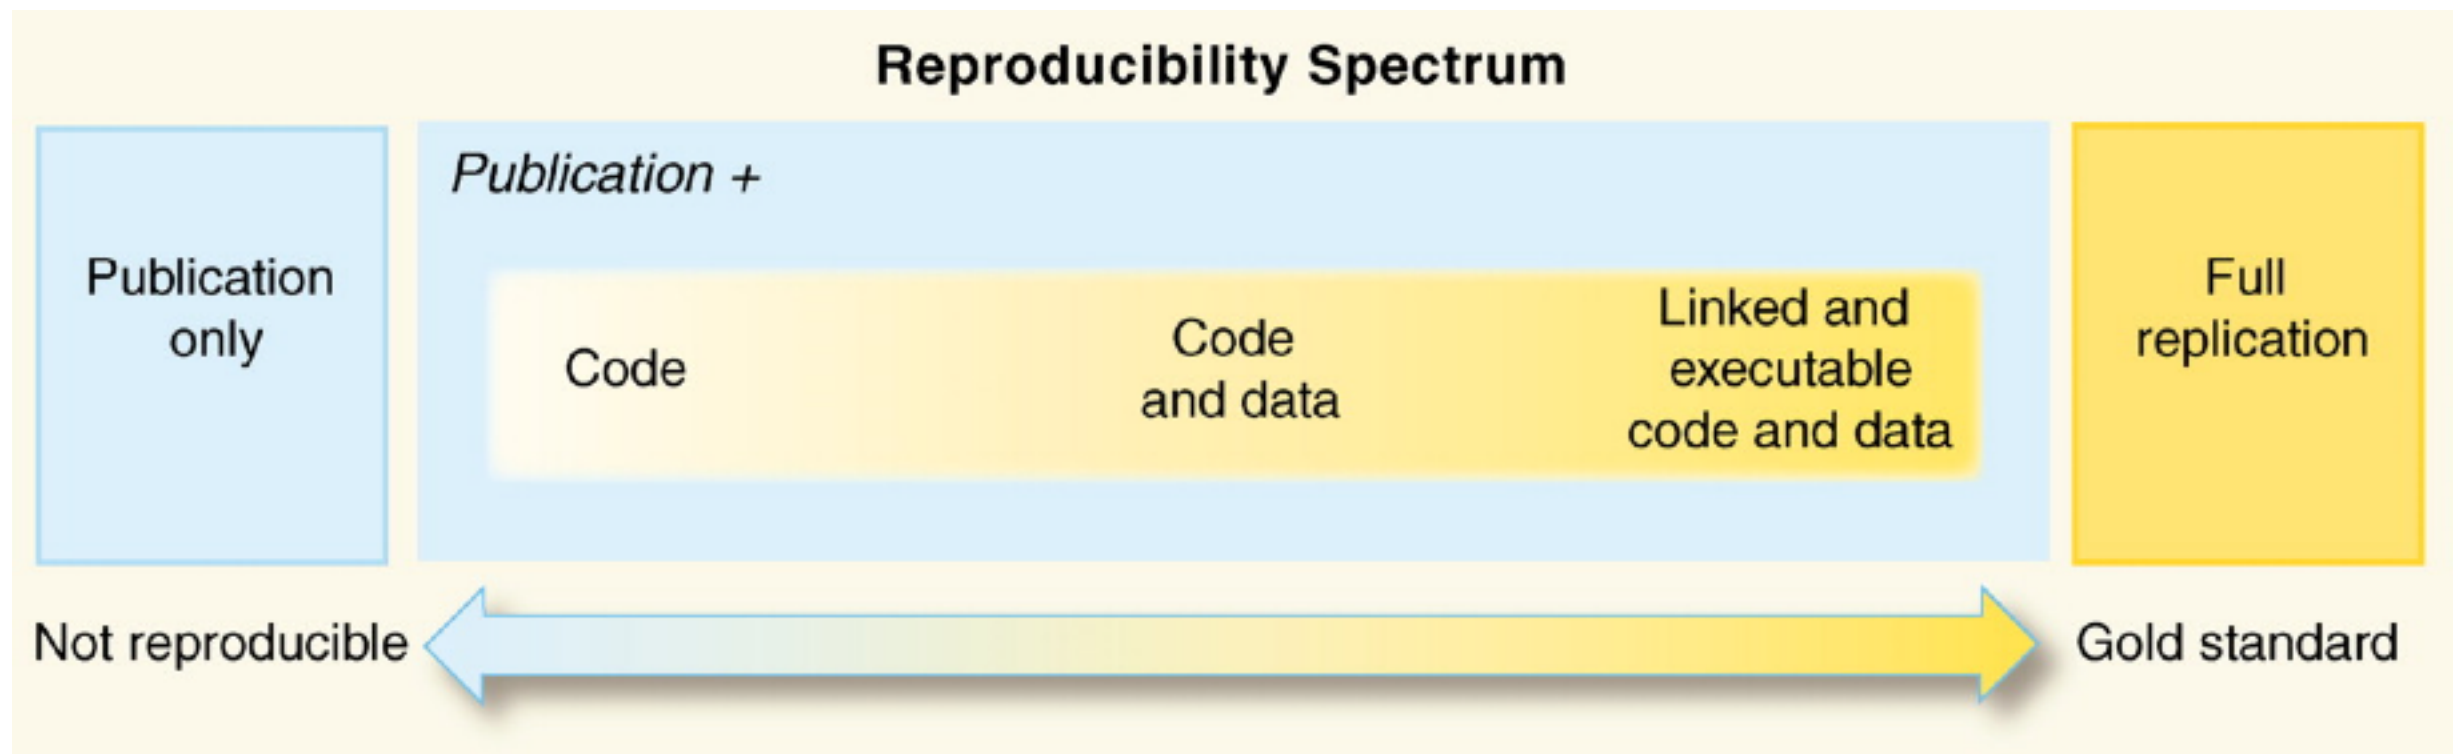 Reproducibility Spectrum
Publication
only
Publication +
Code
Code
and data
Linked and
executable
code and data
Full
replication
Not reproducible
Gold standard